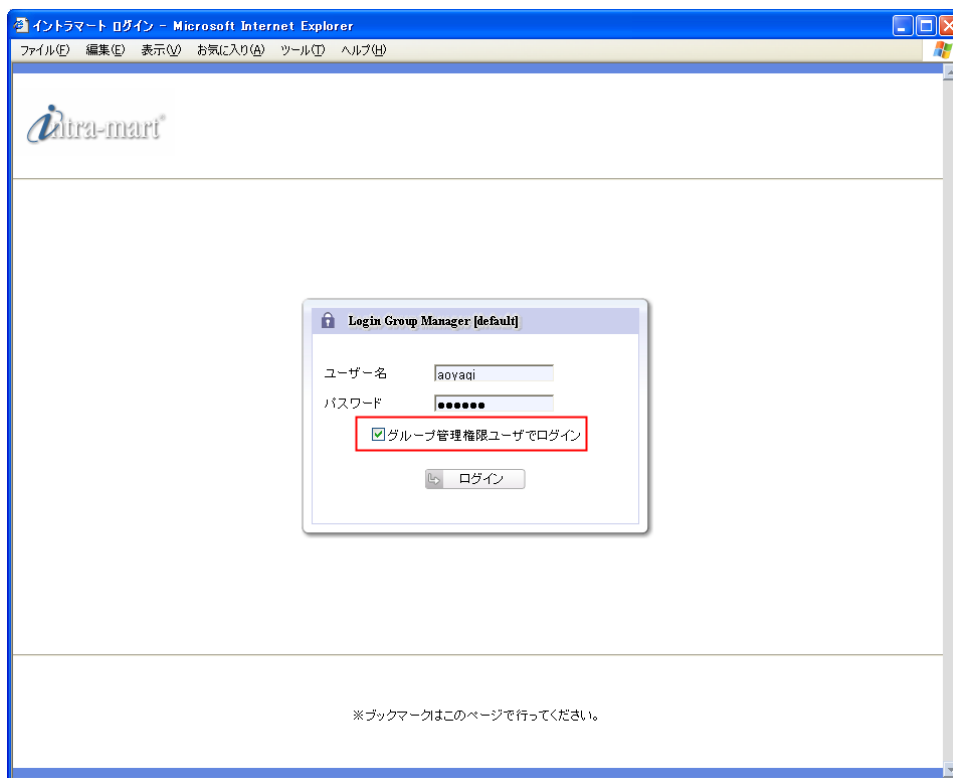 イントラマート ログイン - Microsoft Internet Explorer
ファイル(F) 編集(E) 表示(V) お気に入り(A) ツール(T) ヘルプ(H)
intra-mart®
Login Group Manager [default]
ユーザー名 aoyagi
パスワード ●●●●●●
グループ管理権限ユーザでログイン
ログイン
※ブックマークはこのページで行ってください。